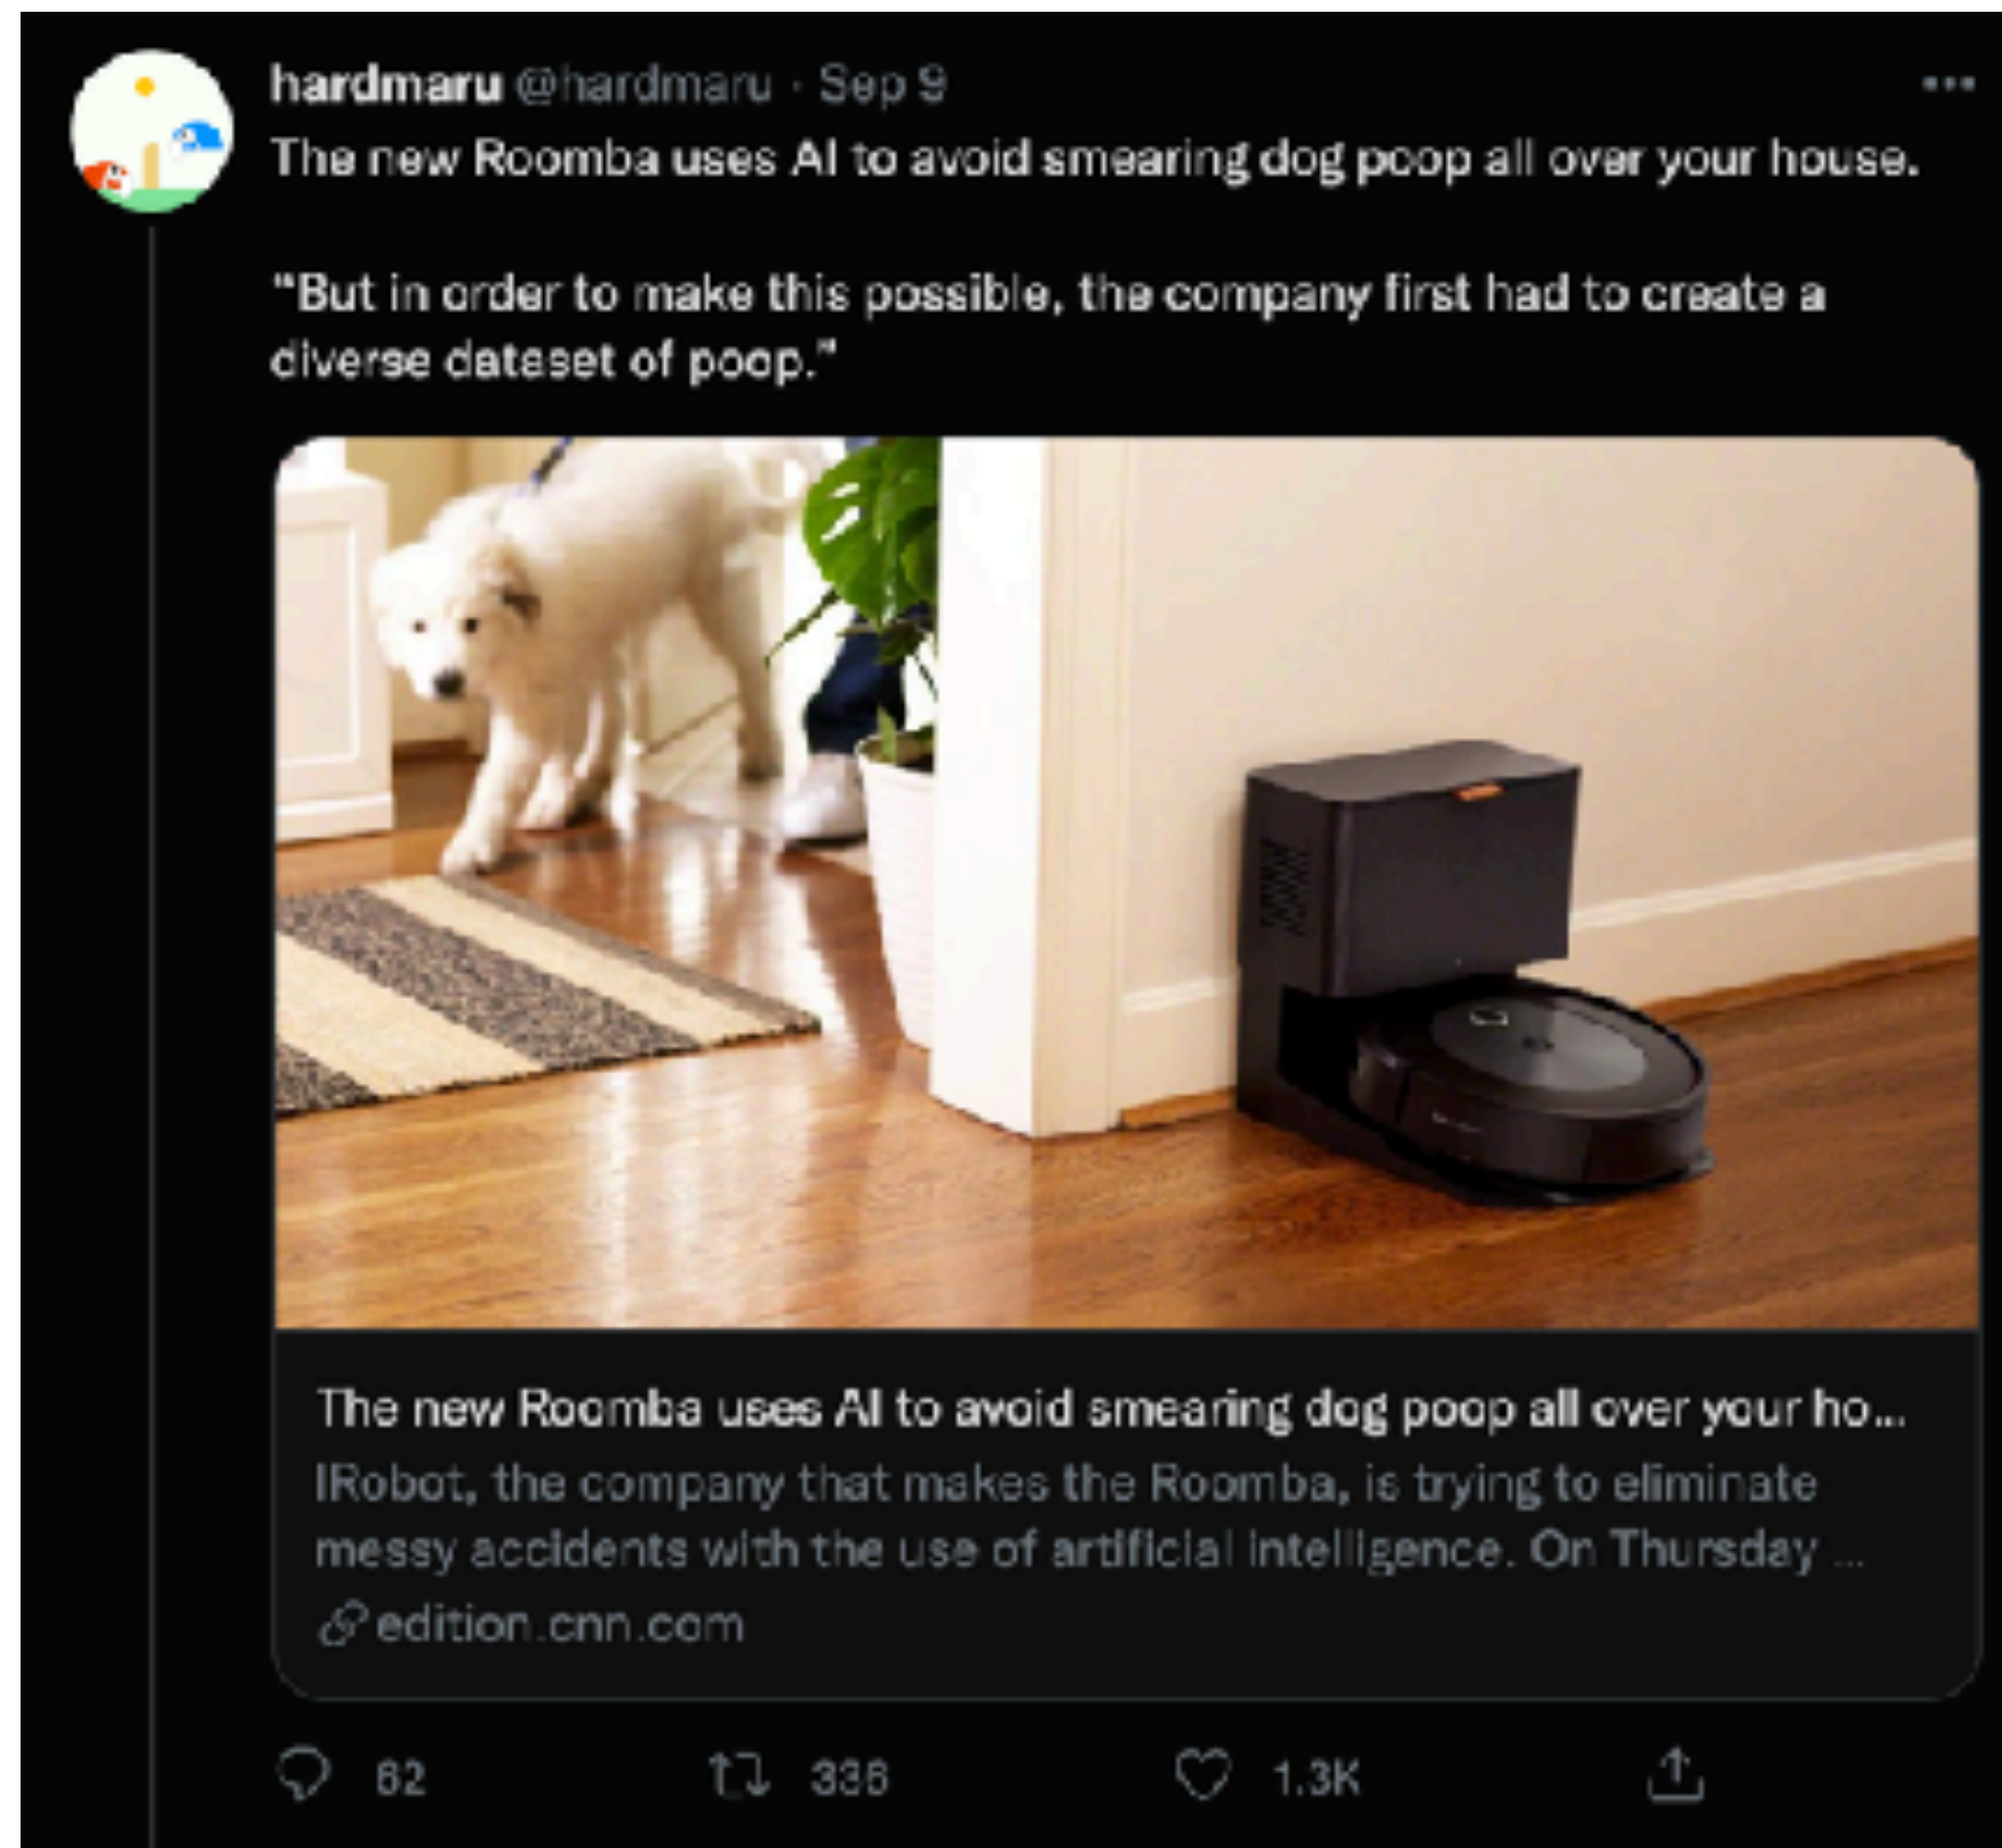 hardmaru @hardmaru · Sep 9
The new Roomba uses AI to avoid smearing dog poop all over your house.
“But in order to make this possible, the company first had to create a
diverse dataset of poop.”
The new Roomba uses AI to avoid smearing dog poop all over your ho...
IRobot, the company that makes the Roomba, is trying to eliminate
messy accidents with the use of artificial intelligence. On Thursday ...
edition.cnn.com
62 336 1.3K